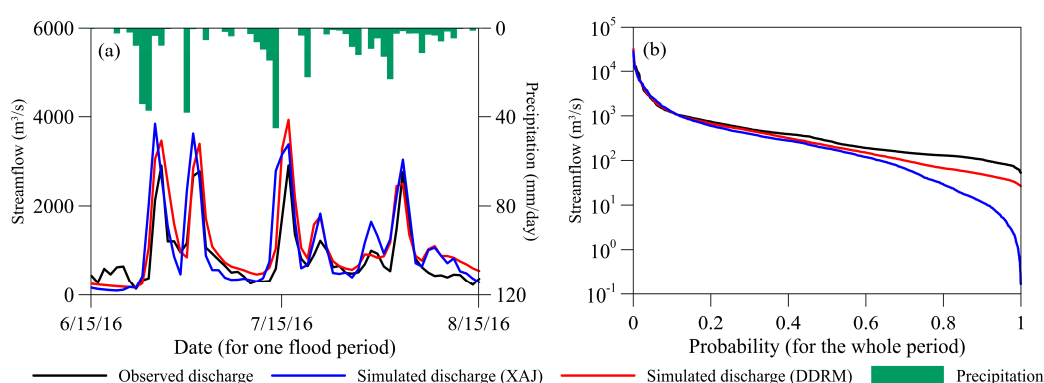 6000
4000
2000
0
Streamflow (m³/s)
(a)
0
40
80
120
Precipitation (mm/day)
6/15/16
7/15/16
8/15/16
Date (for one flood period)
10⁵
10⁴
10³
10²
10¹
10⁰
10⁻¹
Streamflow (m³/s)
(b)
0
0.2
0.4
0.6
0.8
1
Probability (for the whole period)
Observed discharge
Simulated discharge (XAJ)
Simulated discharge (DDRM)
Precipitation